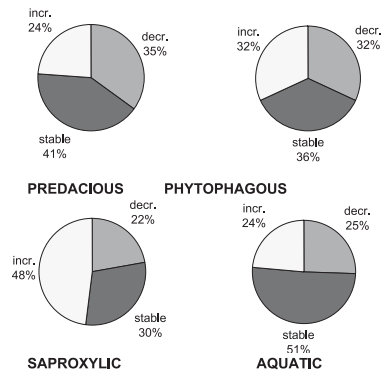 incr.
24%
decr.
35%
stable
41%
PREDACIOUS
incr.
32%
decr.
32%
stable
36%
PHYTOPHAGOUS
incr.
48%
decr.
22%
stable
30%
SAPROXYLIC
incr.
24%
decr.
25%
stable
51%
AQUATIC